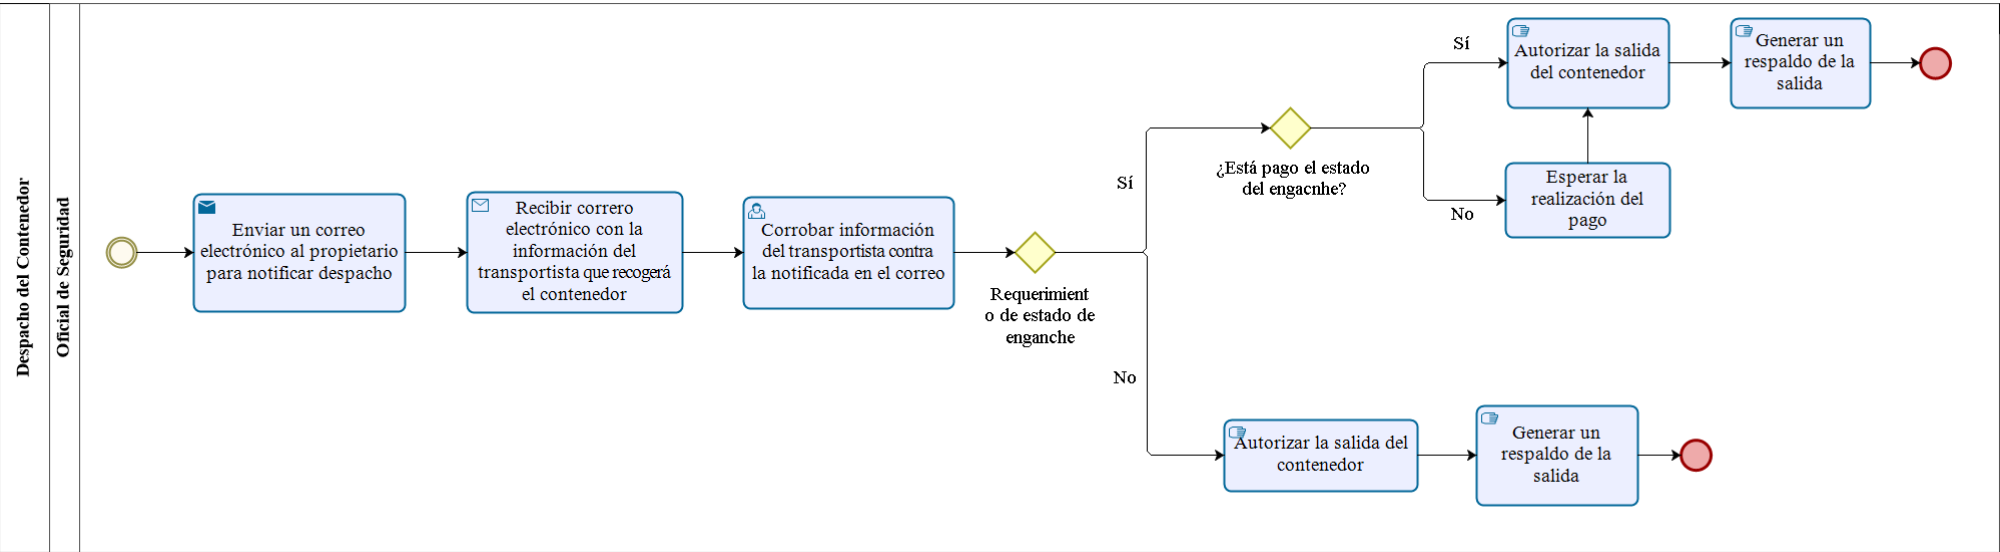 Despacho del Contenedor
Oficial de Seguridad
Enviar un correo
electrónico al propietario
para notificar despacho
Recibir correro
electrónico con la
información del
transportista que recogerá
el contenedor
Corrobar información
del transportista contra
la notificada en el correo
Requerimient
o de estado de
enganche
Sí
¿Está pago el estado
del engacnhe?
Sí
Autorizar la salida
del contenedor
Generar un
respaldo de la
salida
No
Esperar la
realización del
pago
No
Autorizar la salida del
contenedor
Generar un
respaldo de la
salida